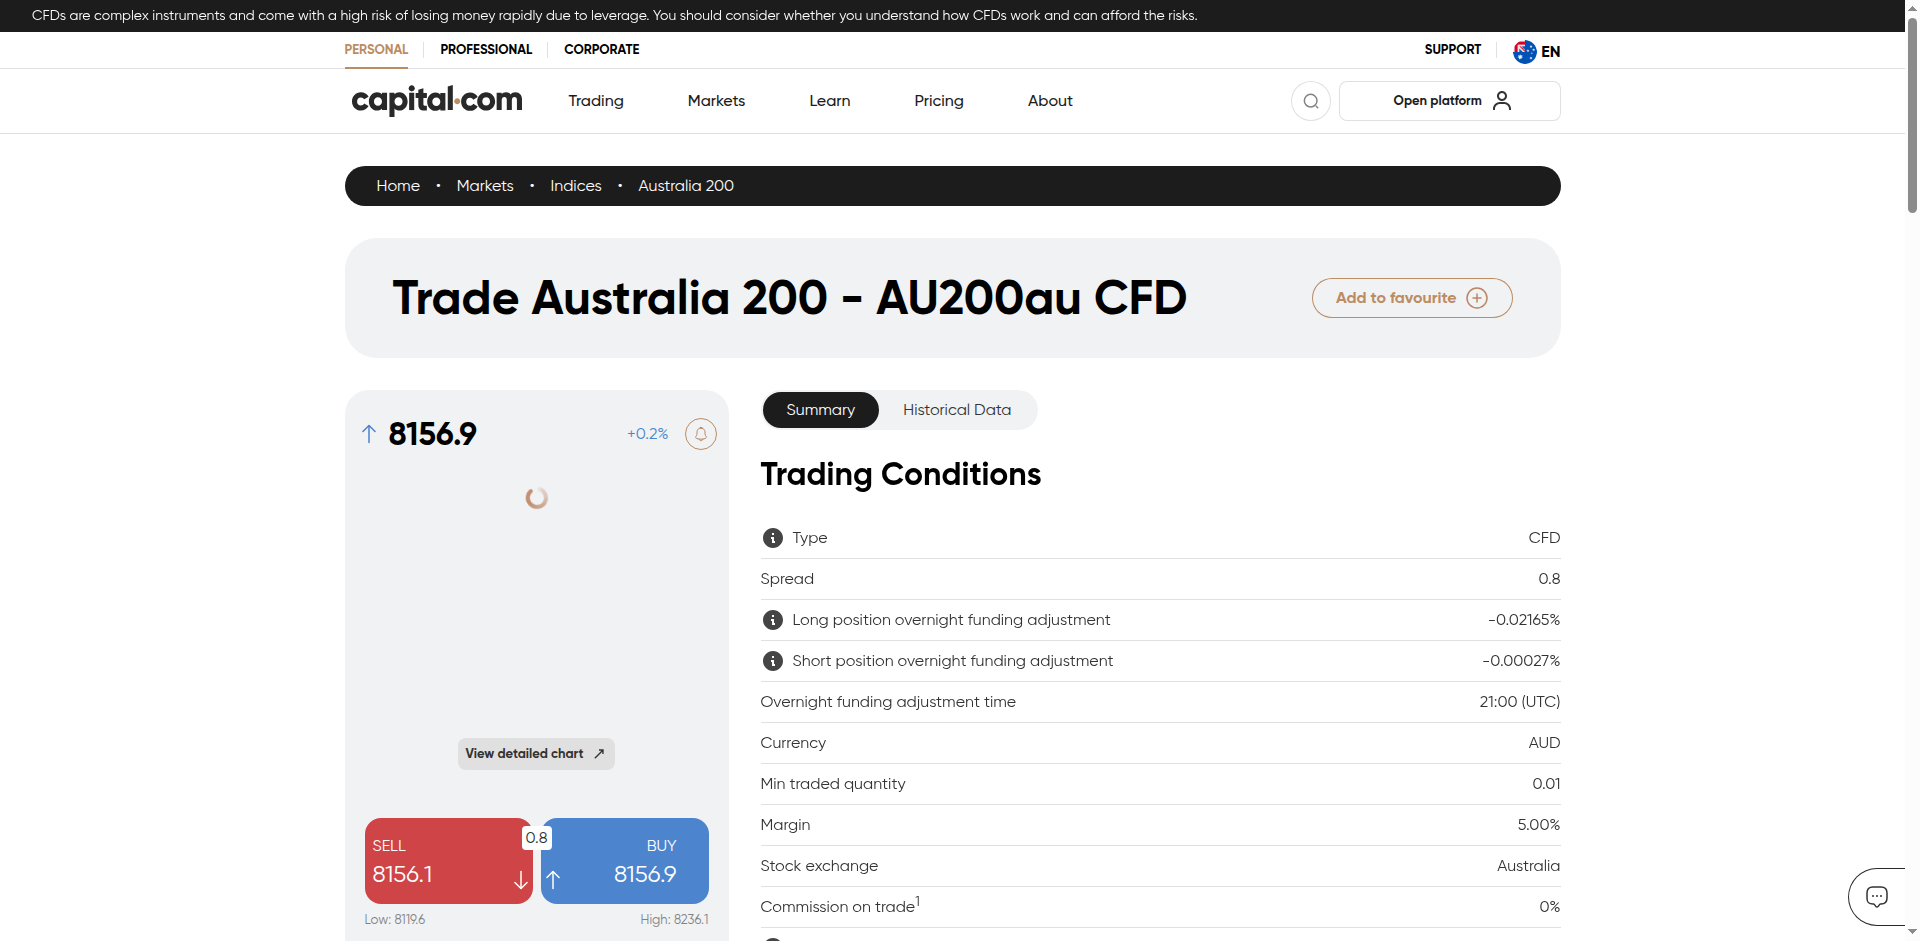 CFDs are complex instruments and come with a high risk of losing money rapidly due to leverage. You should consider whether you understand how CFDs work and can afford the risks.
PERSONAL PROFESSIONAL CORPORATE SUPPORT EN
capital.com Trading Markets Learn Pricing About Open platform
Home • Markets • Indices • Australia 200
Trade Australia 200 - AU200au CFD Add to favourite
8156.9 +0.2%
View detailed chart
SELL 8156.1
0.8
BUY 8156.9
Low: 8119.6 High: 8236.1
Summary Historical Data
Trading Conditions
Type CFD
Spread 0.8
Long position overnight funding adjustment -0.02165%
Short position overnight funding adjustment -0.00027%
Overnight funding adjustment time 21:00 (UTC)
Currency AUD
Min traded quantity 0.01
Margin 5.00%
Stock exchange Australia
Commission on trade1 0%